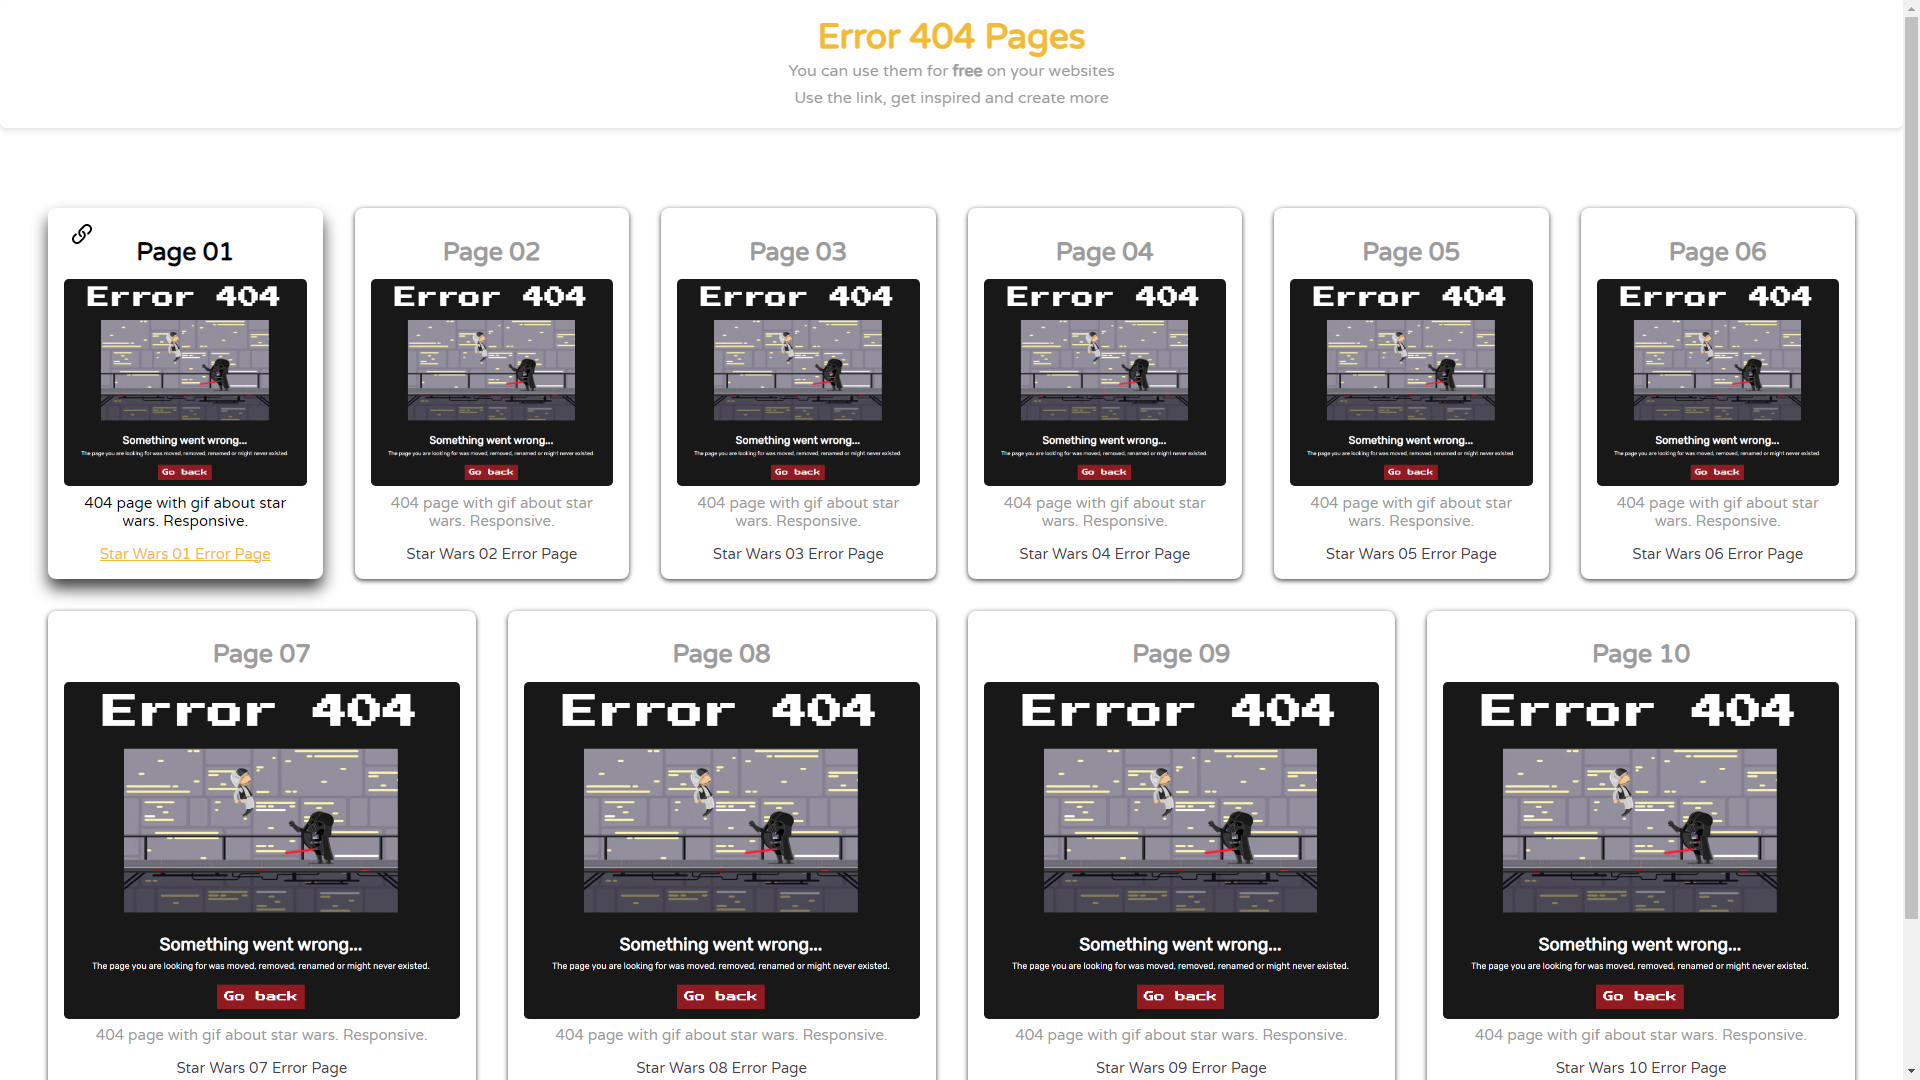 Error 404 Pages
You can use them for free on your websites
Use the link, get inspired and create more
Page 01
Error 404
Something went wrong...
The page you are looking for was moved, removed, renamed or might never existed.
Go back
404 page with gif about star
wars. Responsive.
Star Wars 01 Error Page
Page 02
Error 404
Something went wrong...
The page you are looking for was moved, removed, renamed or might never existed.
Go back
404 page with gif about star
wars. Responsive.
Star Wars 02 Error Page
Page 03
Error 404
Something went wrong...
The page you are looking for was moved, removed, renamed or might never existed.
Go back
404 page with gif about star
wars. Responsive.
Star Wars 03 Error Page
Page 04
Error 404
Something went wrong...
The page you are looking for was moved, removed, renamed or might never existed.
Go back
404 page with gif about star
wars. Responsive.
Star Wars 04 Error Page
Page 05
Error 404
Something went wrong...
The page you are looking for was moved, removed, renamed or might never existed.
Go back
404 page with gif about star
wars. Responsive.
Star Wars 05 Error Page
Page 06
Error 404
Something went wrong...
The page you are looking for was moved, removed, renamed or might never existed.
Go back
404 page with gif about star
wars. Responsive.
Star Wars 06 Error Page
Page 07
Error 404
Something went wrong...
The page you are looking for was moved, removed, renamed or might never existed.
Go back
404 page with gif about star wars. Responsive.
Star Wars 07 Error Page
Page 08
Error 404
Something went wrong...
The page you are looking for was moved, removed, renamed or might never existed.
Go back
404 page with gif about star wars. Responsive.
Star Wars 08 Error Page
Page 09
Error 404
Something went wrong...
The page you are looking for was moved, removed, renamed or might never existed.
Go back
404 page with gif about star wars. Responsive.
Star Wars 09 Error Page
Page 10
Error 404
Something went wrong...
The page you are looking for was moved, removed, renamed or might never existed.
Go back
404 page with gif about star wars. Responsive.
Star Wars 10 Error Page